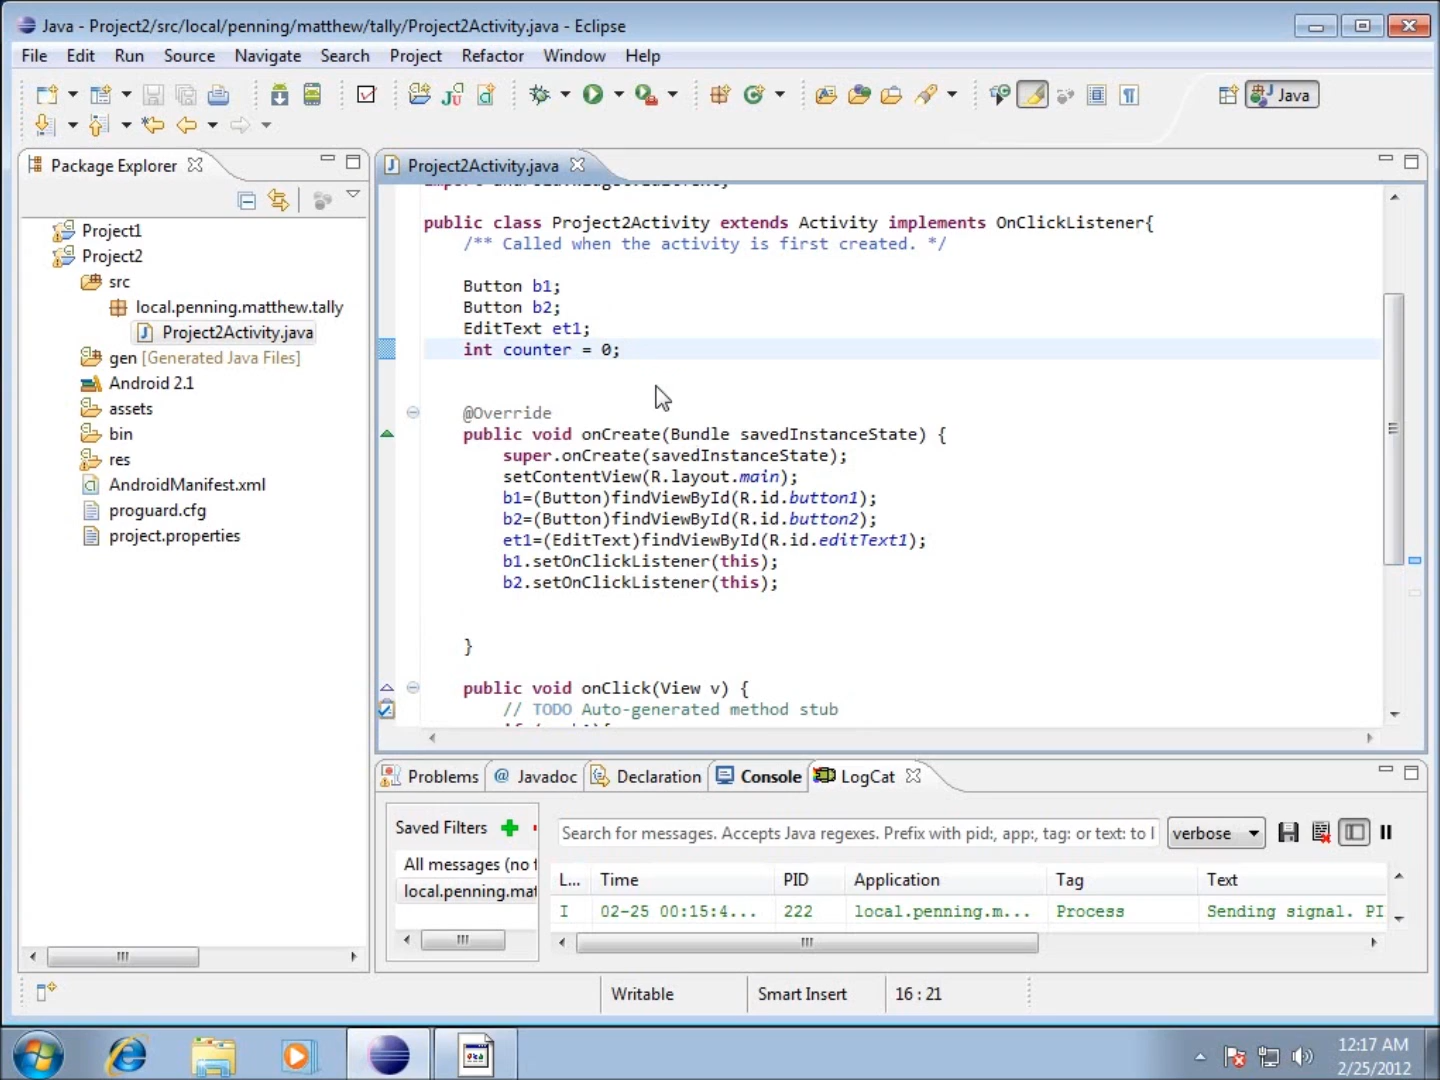 Java - Project2/src/local/penning/matthew/tally/Project2Activity.java - Eclipse
File Edit Run Source Navigate Search Project Refactor Window Help
Java
Package Explorer
Project2Activity.java
Project1
Project2
src
local.penning.matthew.tally
Project2Activity.java
gen [Generated Java Files]
Android 2.1
assets
bin
res
AndroidManifest.xml
proguard.cfg
project.properties
public class Project2Activity extends Activity implements OnClickListener{
/** Called when the activity is first created. */
Button b1;
Button b2;
EditText et1;
int counter = 0;
@Override
public void onCreate(Bundle savedInstanceState) {
super.onCreate(savedInstanceState);
setContentView(R.layout.main);
b1=(Button)findViewById(R.id.button1);
b2=(Button)findViewById(R.id.button2);
et1=(EditText)findViewById(R.id.editText1);
b1.setOnClickListener(this);
b2.setOnClickListener(this);
}
public void onClick(View v) {
// TODO Auto-generated method stub
Problems @ Javadoc Declaration Console LogCat
Saved Filters
Search for messages. Accepts Java regexes. Prefix with pid:, app:, tag: or text: to l
verbose
All messages (no f
local.penning.mat
L... Time PID Application Tag Text
I 02-25 00:15:4... 222 local.penning.m... Process Sending signal. PI
Writable Smart Insert 16 : 21
12:17 AM
2/25/2012